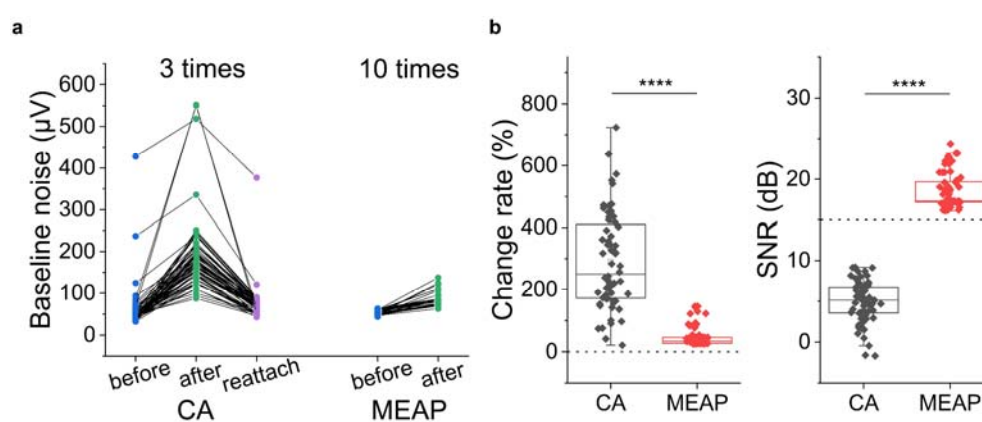 a
b
3 times
10 times
Baseline noise (μV)
600
500
400
300
200
100
0
before
after
reattach
before
after
CA
MEAP
Change rate (%)
800
600
400
200
0
****
CA
MEAP
SNR (dB)
30
20
10
0
****
CA
MEAP